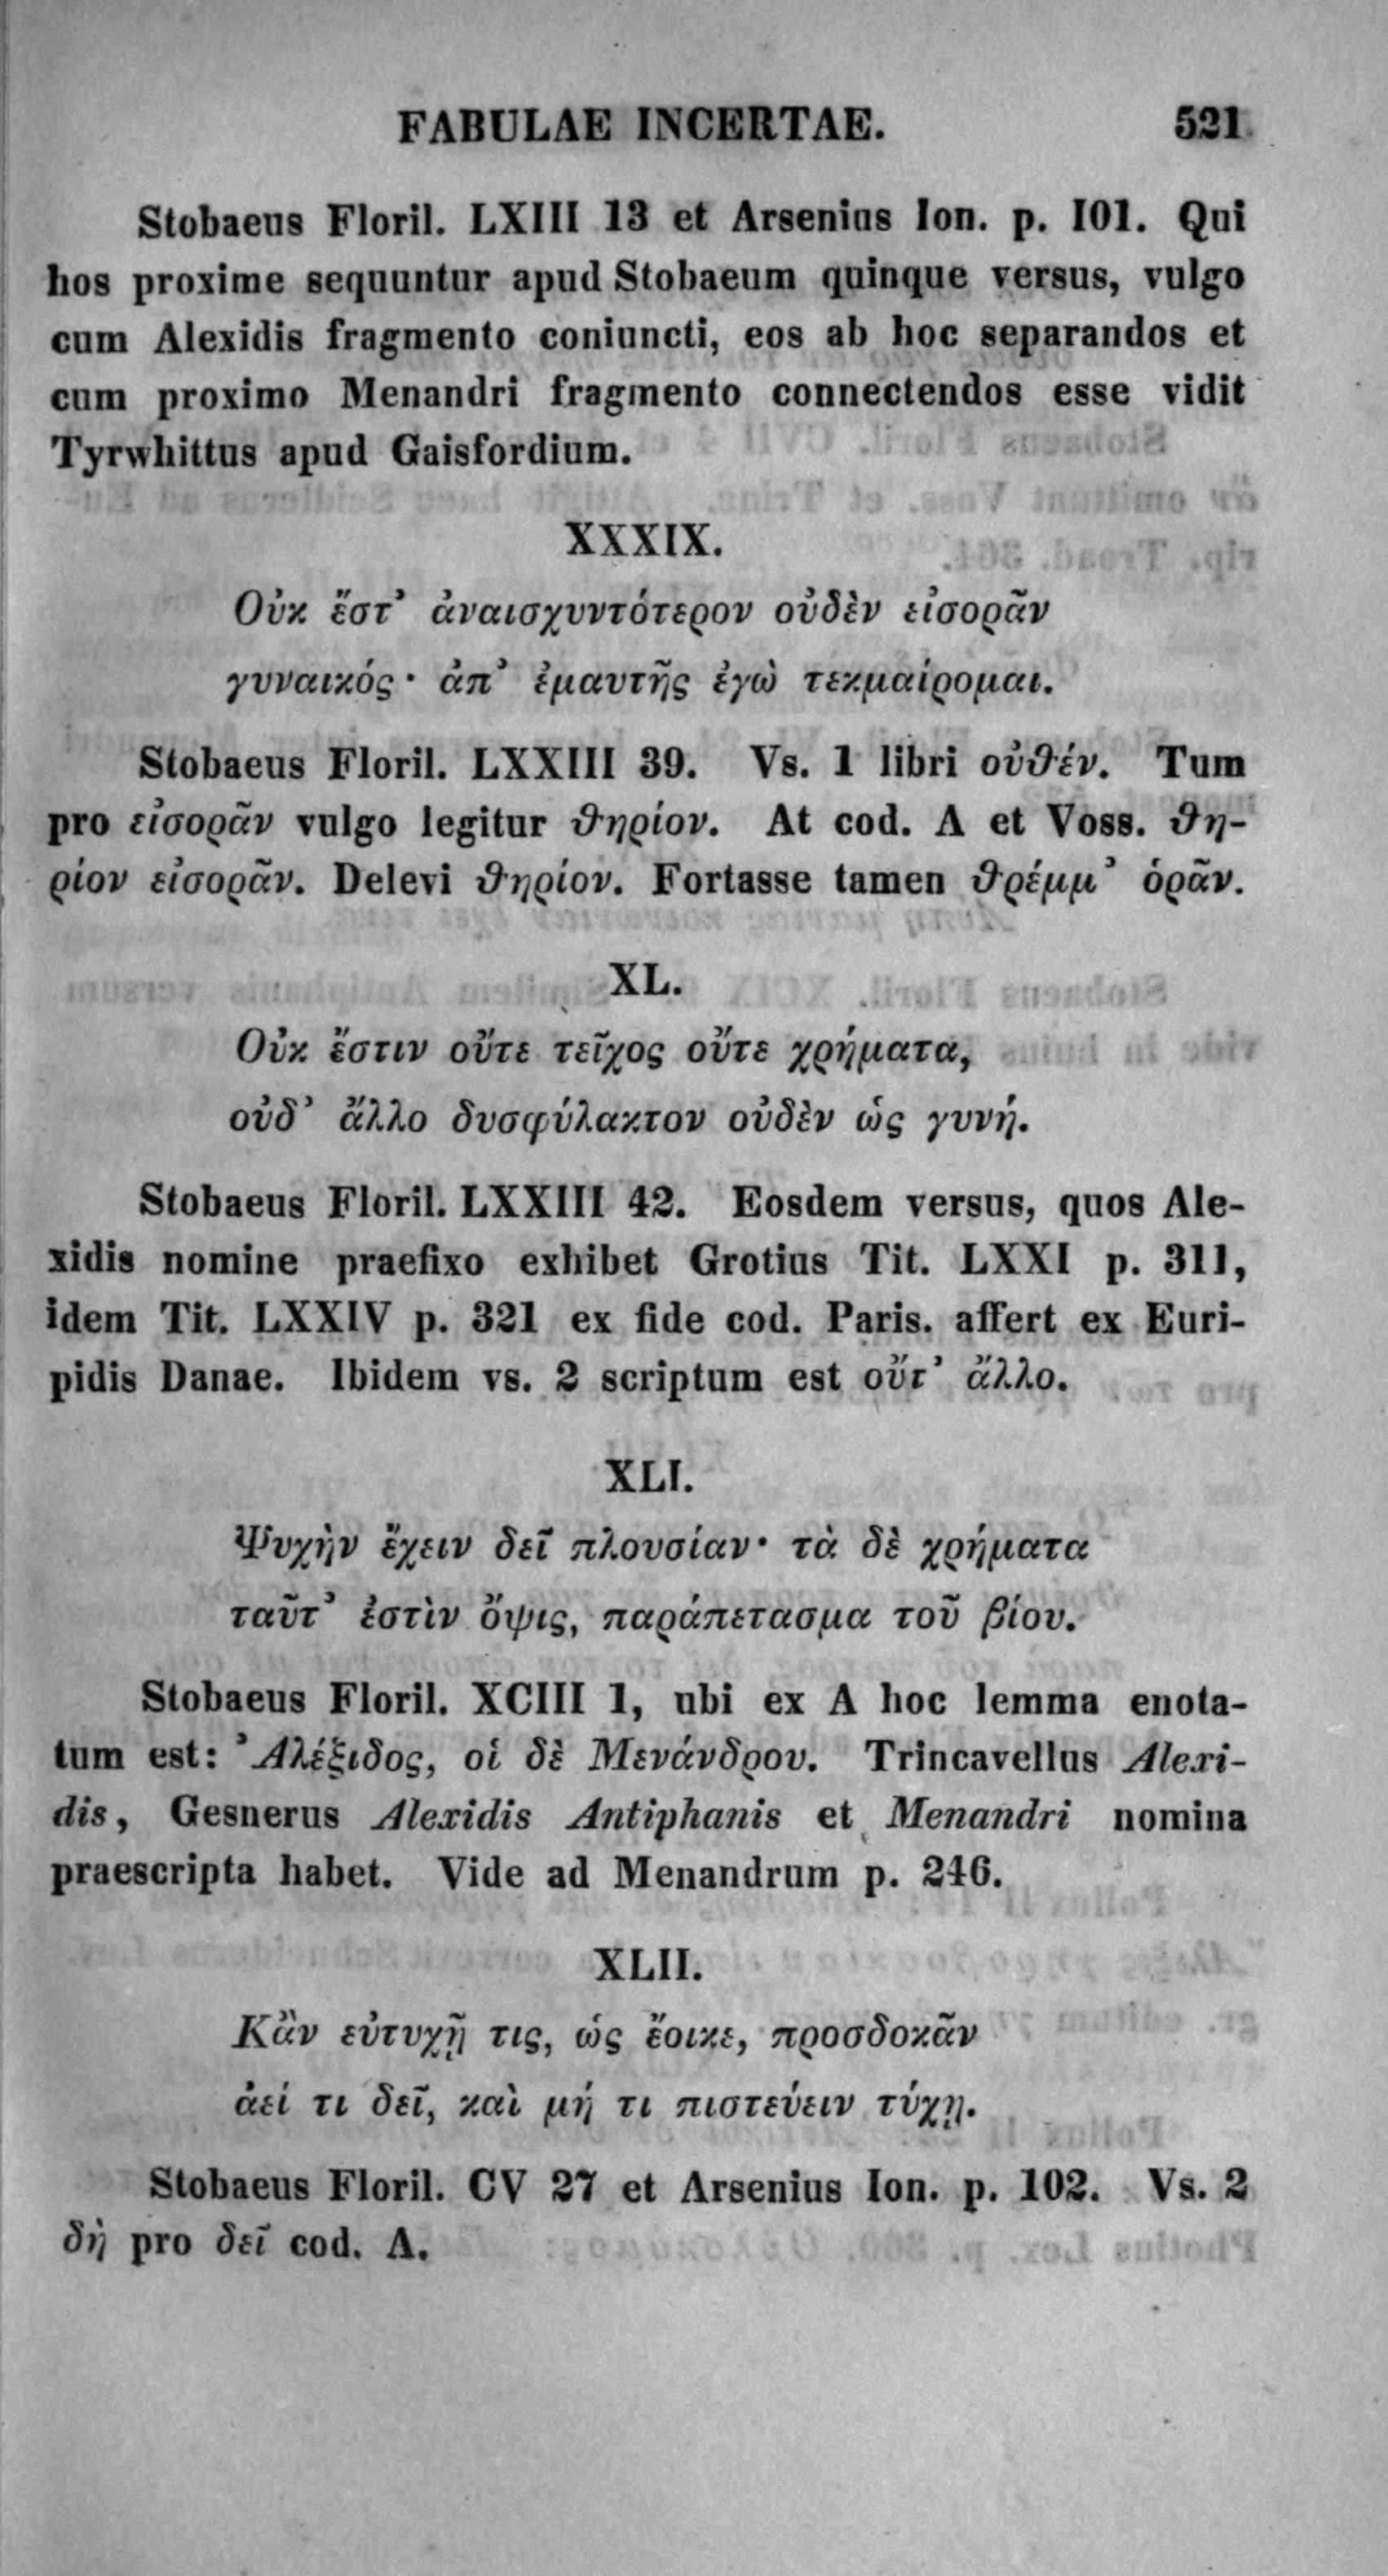 FABULAE INCERTAE. 521
Stobaeus Floril. LXIII 13 et Arsenius Ion. p. 101. Qui
hos proxime sequuntur apud Stobaeum quinque versus, vulgo
cum Alexidis fragmento coniuncti, eos ab hoc separandos et
cum proximo Menandri fragmento connectendos esse vidit
Tyrwhittus apud Gaisfordium.
XXXIX.
Οὐκ ἔστ᾽ ἀναισχυντότερον οὐδὲν εἰσορᾶν
γυναικός· ἀπ᾽ ἐμαυτῆς ἐγὼ τεκμαίρομαι.
Stobaeus Floril. LXXIII 39. Vs. 1 libri οὐθέν. Tum
pro εἰσορᾶν vulgo legitur θηρίον. At cod. A et Voss. θη-
ρίον εἰσορᾶν. Delevi θηρίον. Fortasse tamen θρέμμ᾽ ὁρᾶν.
XL.
Οὐκ ἔστιν οὔτε τεῖχος οὔτε χρήματα,
οὐδ᾽ ἄλλο δυσφύλακτον οὐδὲν ὡς γυνή.
Stobaeus Floril. LXXIII 42. Eosdem versus, quos Ale-
xidis nomine praefixo exhibet Grotius Tit. LXXI p. 311,
idem Tit. LXXIV p. 321 ex fide cod. Paris. affert ex Euri-
pidis Danae. Ibidem vs. 2 scriptum est οὔτ᾽ ἄλλο.
XLI.
Ψυχὴν ἔχειν δεῖ πλουσίαν· τὰ δὲ χρήματα
ταῦτ᾽ ἐστὶν ὄψις, παράπετασμα τοῦ βίου.
Stobaeus Floril. XCIII 1, ubi ex A hoc lemma enota-
tum est: Ἀλέξιδος, οἱ δὲ Μενάνδρου. Trincavellus Alexi-
dis, Gesnerus Alexidis Antiphanis et Menandri nomina
praescripta habet. Vide ad Menandrum p. 246.
XLII.
Κἂν εὐτυχῇ τις, ὡς ἔοικε, προσδοκᾶν
ἀεί τι δεῖ, καὶ μή τι πιστεύειν τύχῃ.
Stobaeus Floril. CV 27 et Arsenius Ion. p. 102. Vs. 2
δὴ pro δεῖ cod. A.